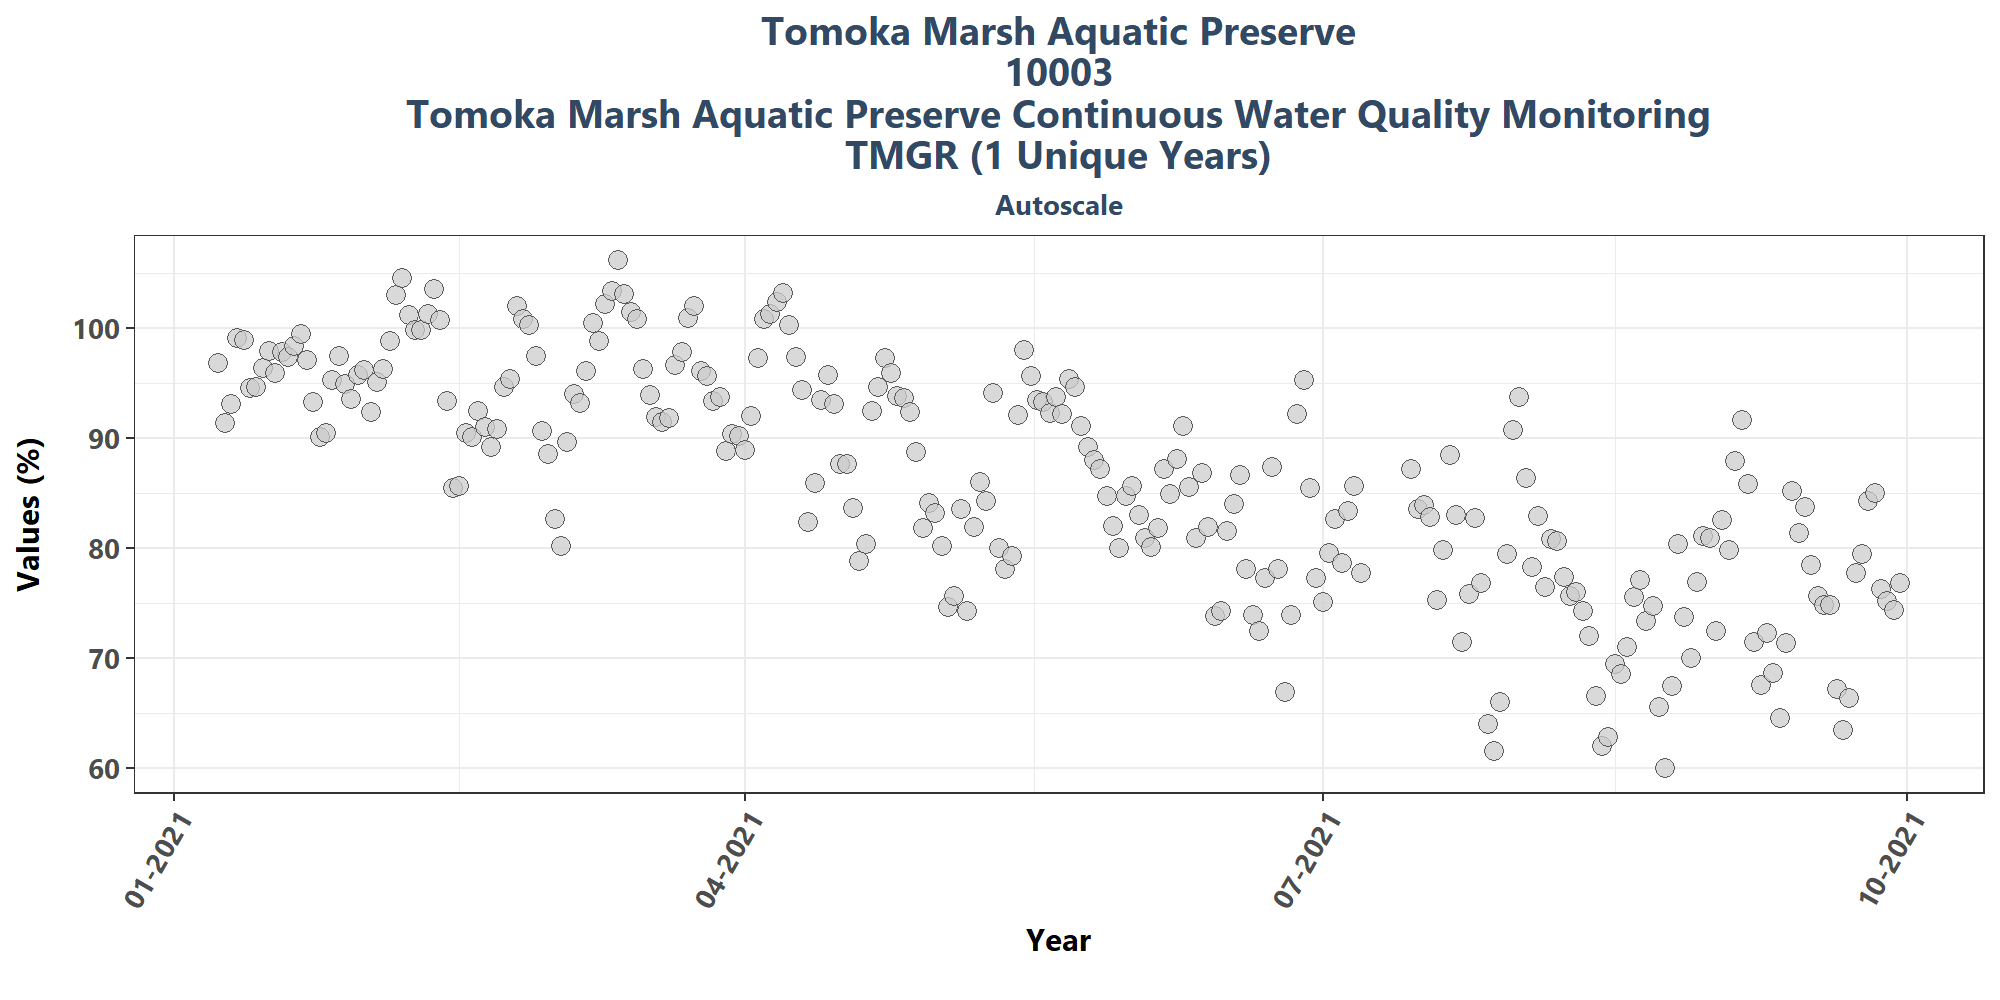 Tomoka Marsh Aquatic Preserve
10003
Tomoka Marsh Aquatic Preserve Continuous Water Quality Monitoring
TMGR (1 Unique Years)
Autoscale
Values (%)
100
90
80
70
60
01-2021
04-2021
07-2021
10-2021
Year